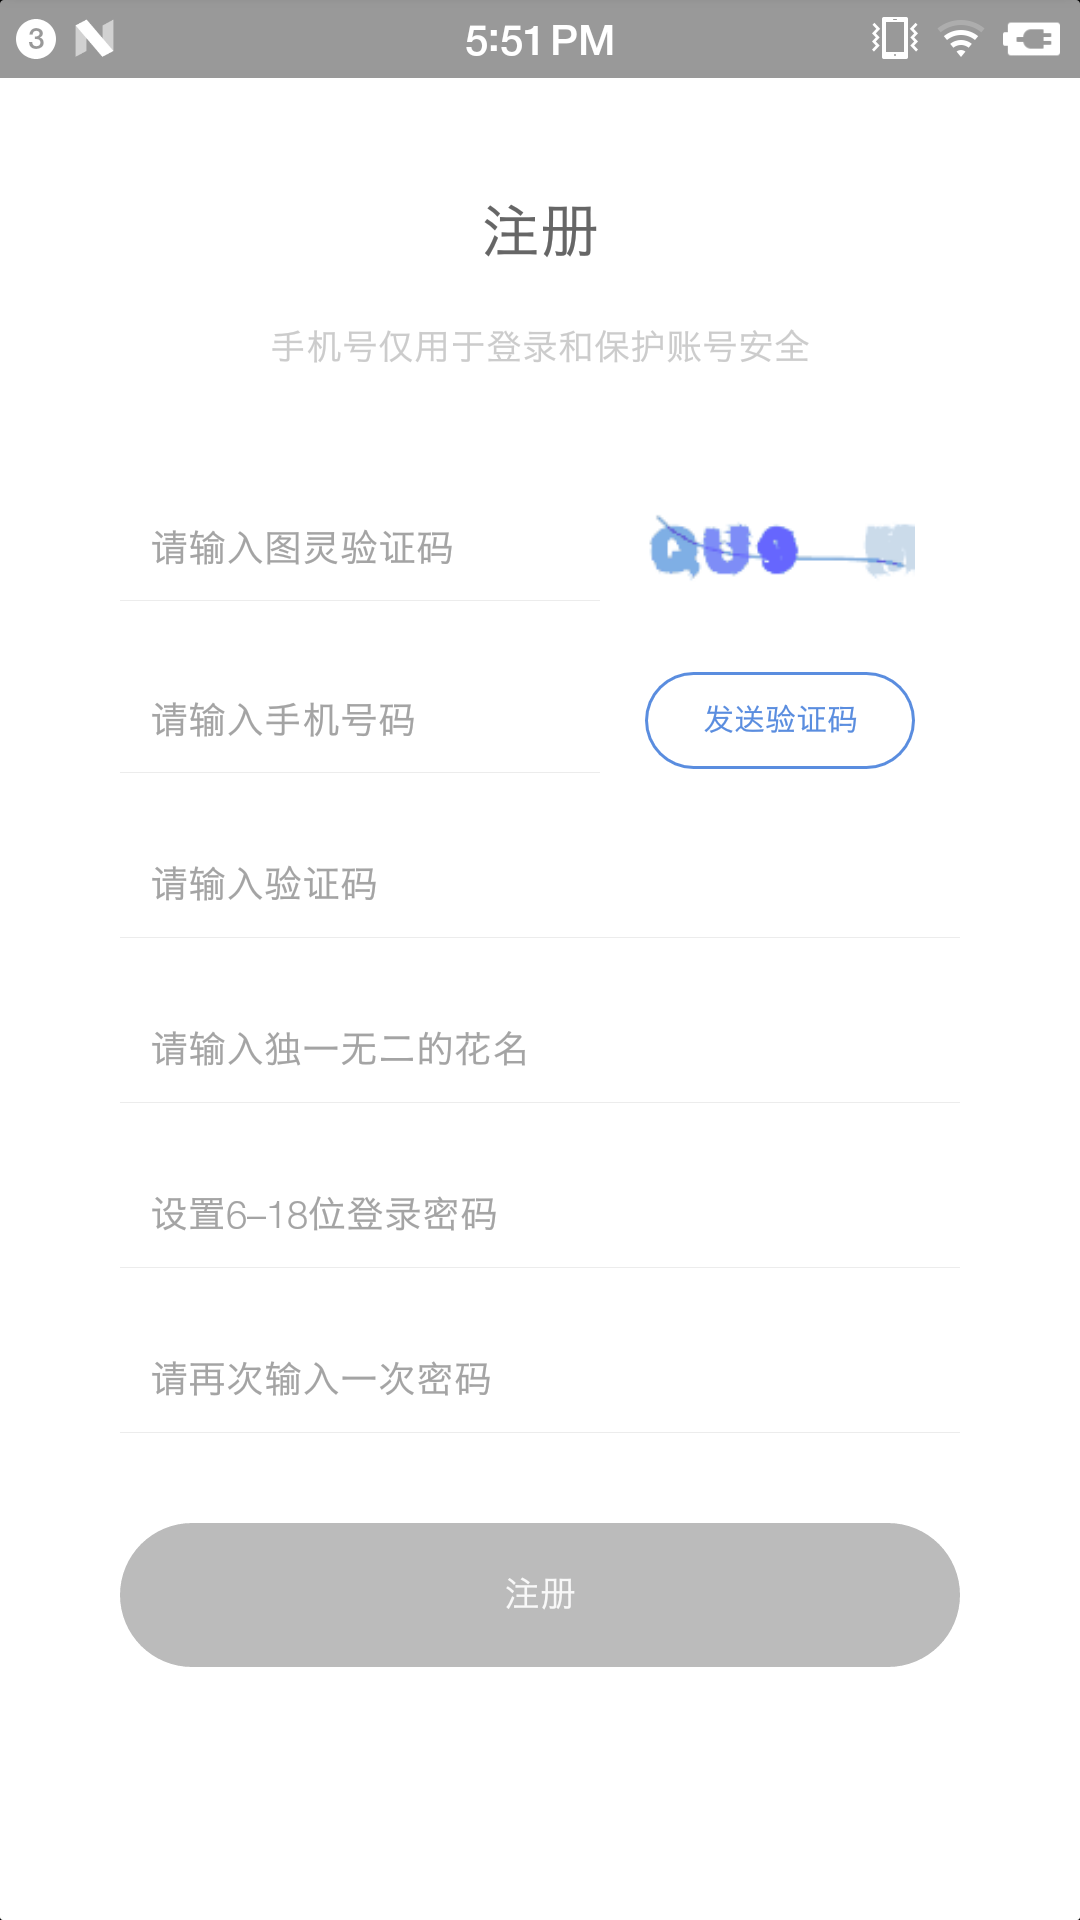 3 5:51 PM
注册
手机号仅用于登录和保护账号安全
请输入图灵验证码 QU9
请输入手机号码 发送验证码
请输入验证码
请输入独一无二的花名
设置6-18位登录密码
请再次输入一次密码
注册